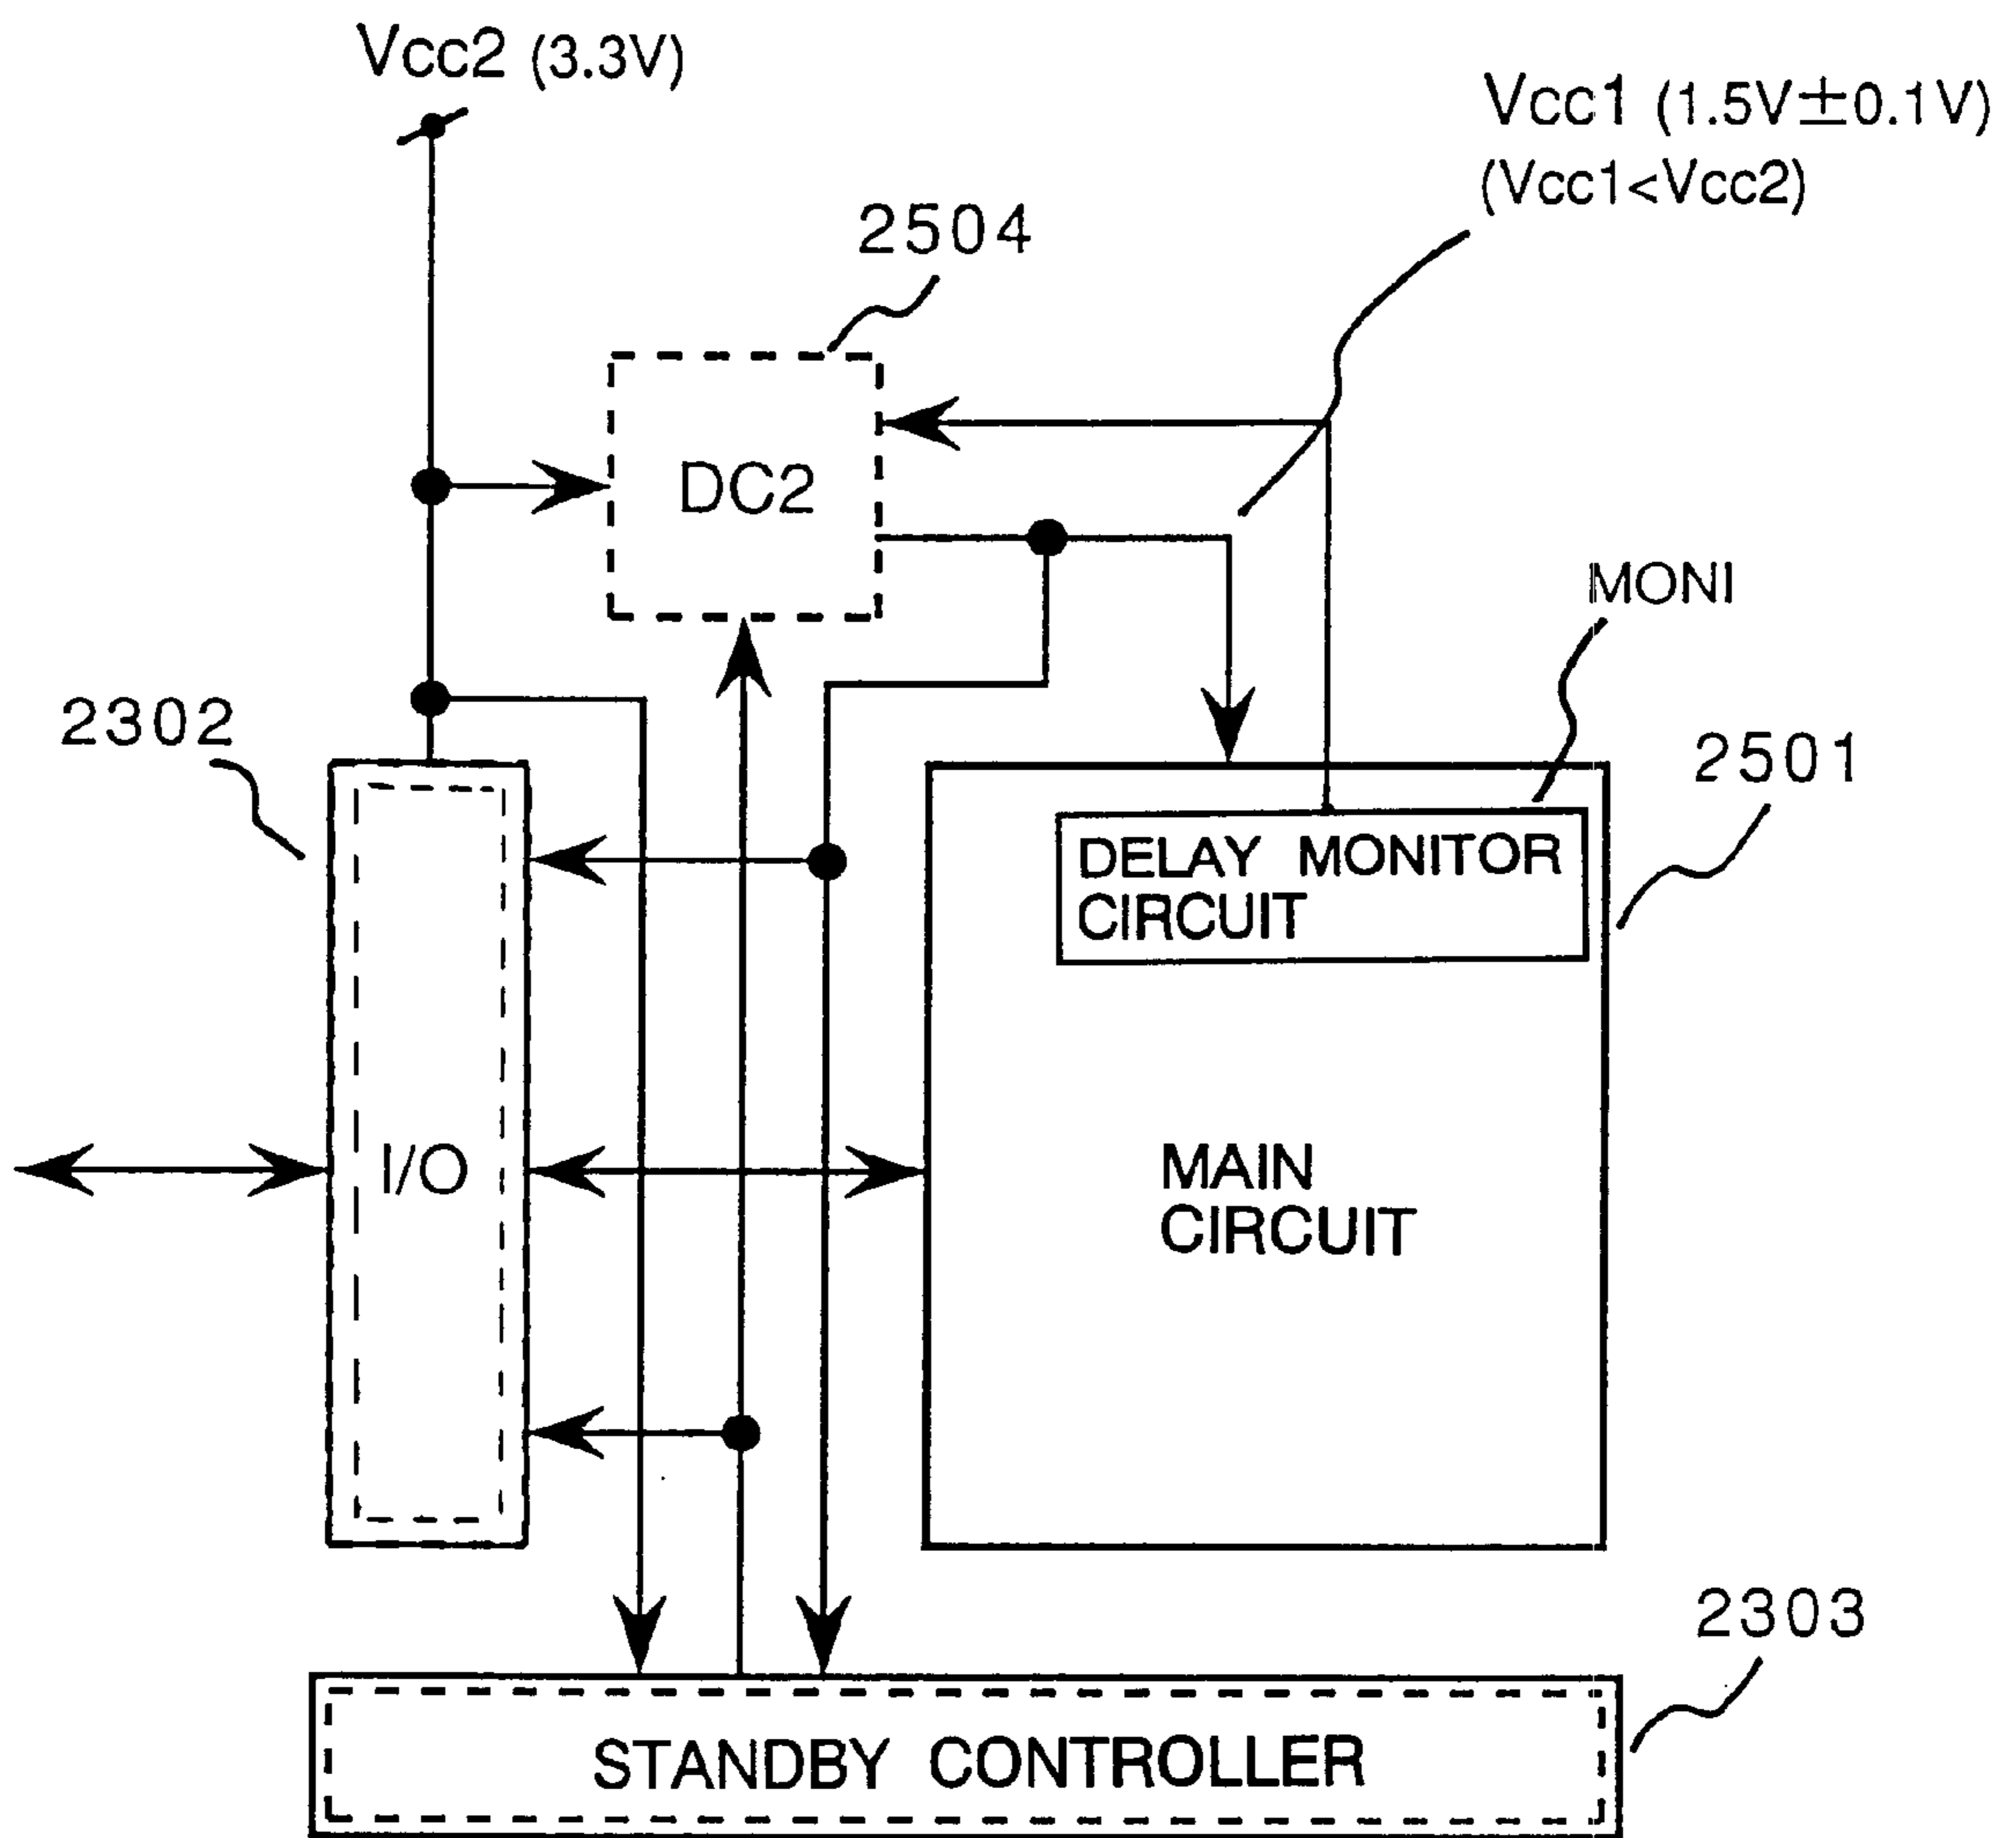 Vcc2 (3.3V)
Vcc1 (1.5V±0.1V)
(Vcc1<Vcc2)
2504
DC2
MONI
2302
2501
DELAY MONITOR
CIRCUIT
I/O
MAIN
CIRCUIT
2303
STANDBY CONTROLLER